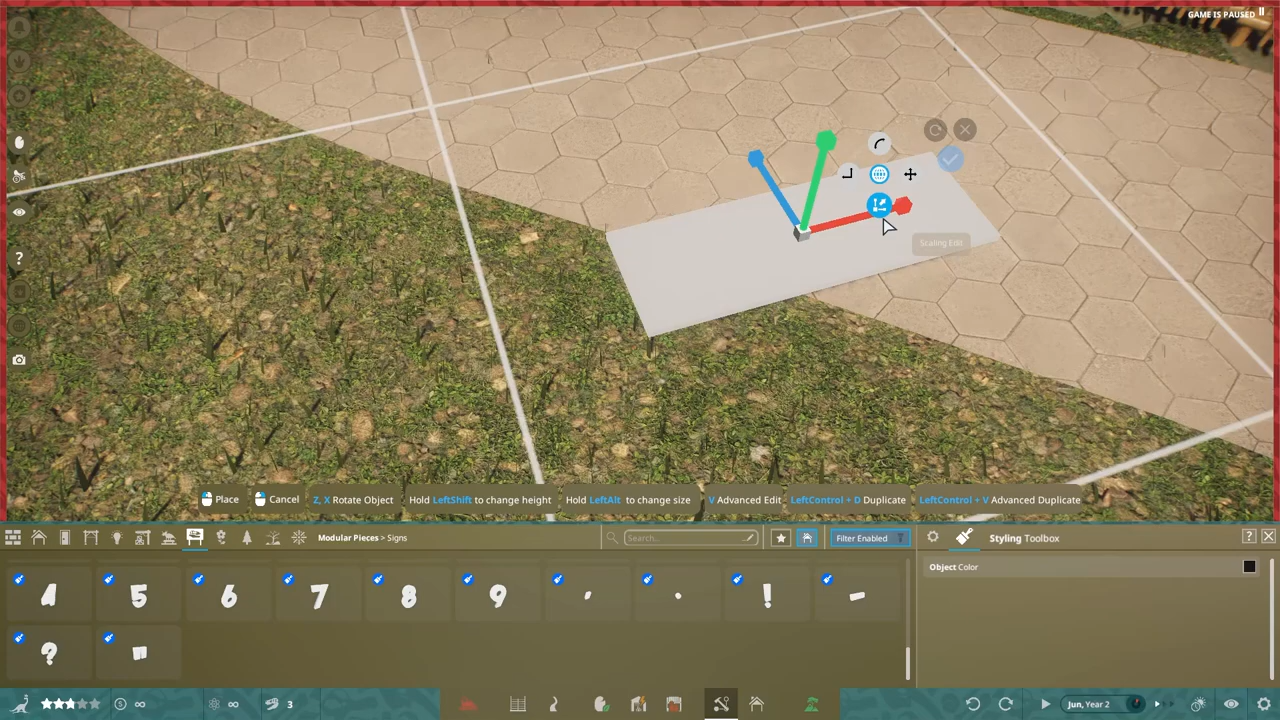 GAME IS PAUSED
Scaling Edit
?
Place Cancel Z, X Rotate Object Hold LeftShift to change height Hold LeftAlt to change size V Advanced Edit LeftControl + D Duplicate LeftControl + V Advanced Duplicate
Modular Pieces > Signs Search... Filter Enabled Styling Toolbox ?
Object Color
4 5 6 7 8 9 ' . ! -
? "
$ ∞ ∞ 3 Jun, Year 2